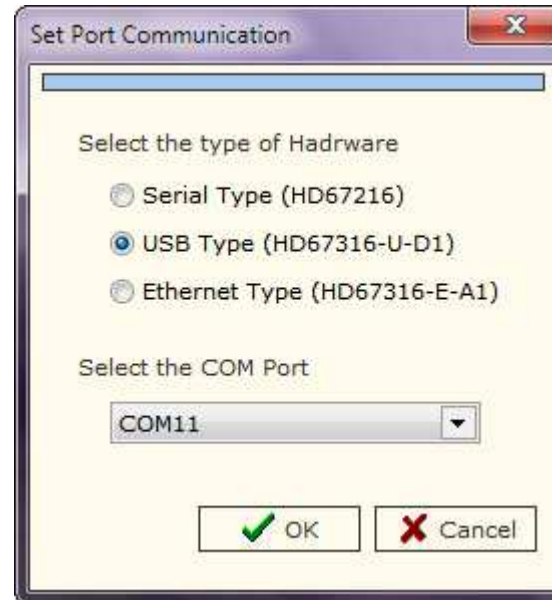 Set Port Communication
Select the type of Hadrware
Serial Type (HD67216)
USB Type (HD67316-U-D1)
Ethernet Type (HD67316-E-A1)
Select the COM Port
COM11
OK
Cancel